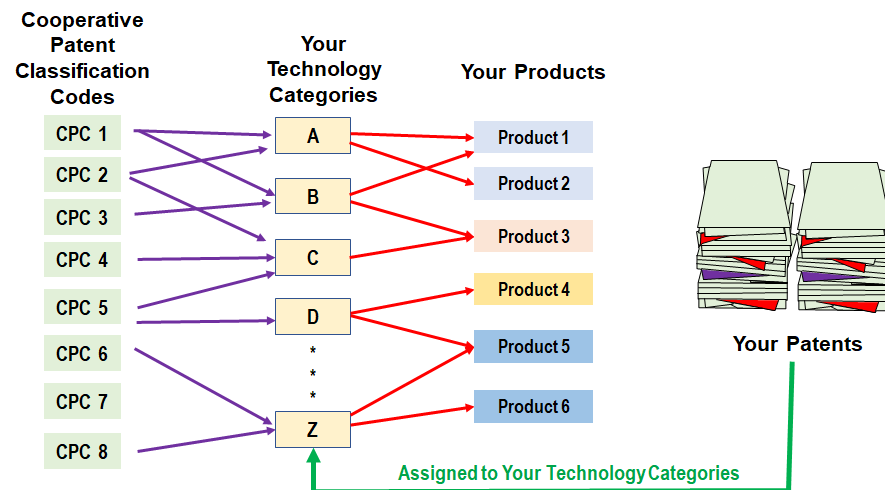 Cooperative
Patent
Classification
Codes
Your
Technology
Categories
Your Products
CPC 1
CPC 2
CPC 3
CPC 4
CPC 5
CPC 6
CPC 7
CPC 8
A
B
C
D
*
*
*
Z
Product 1
Product 2
Product 3
Product 4
Product 5
Product 6
Your Patents
Assigned to Your Technology Categories